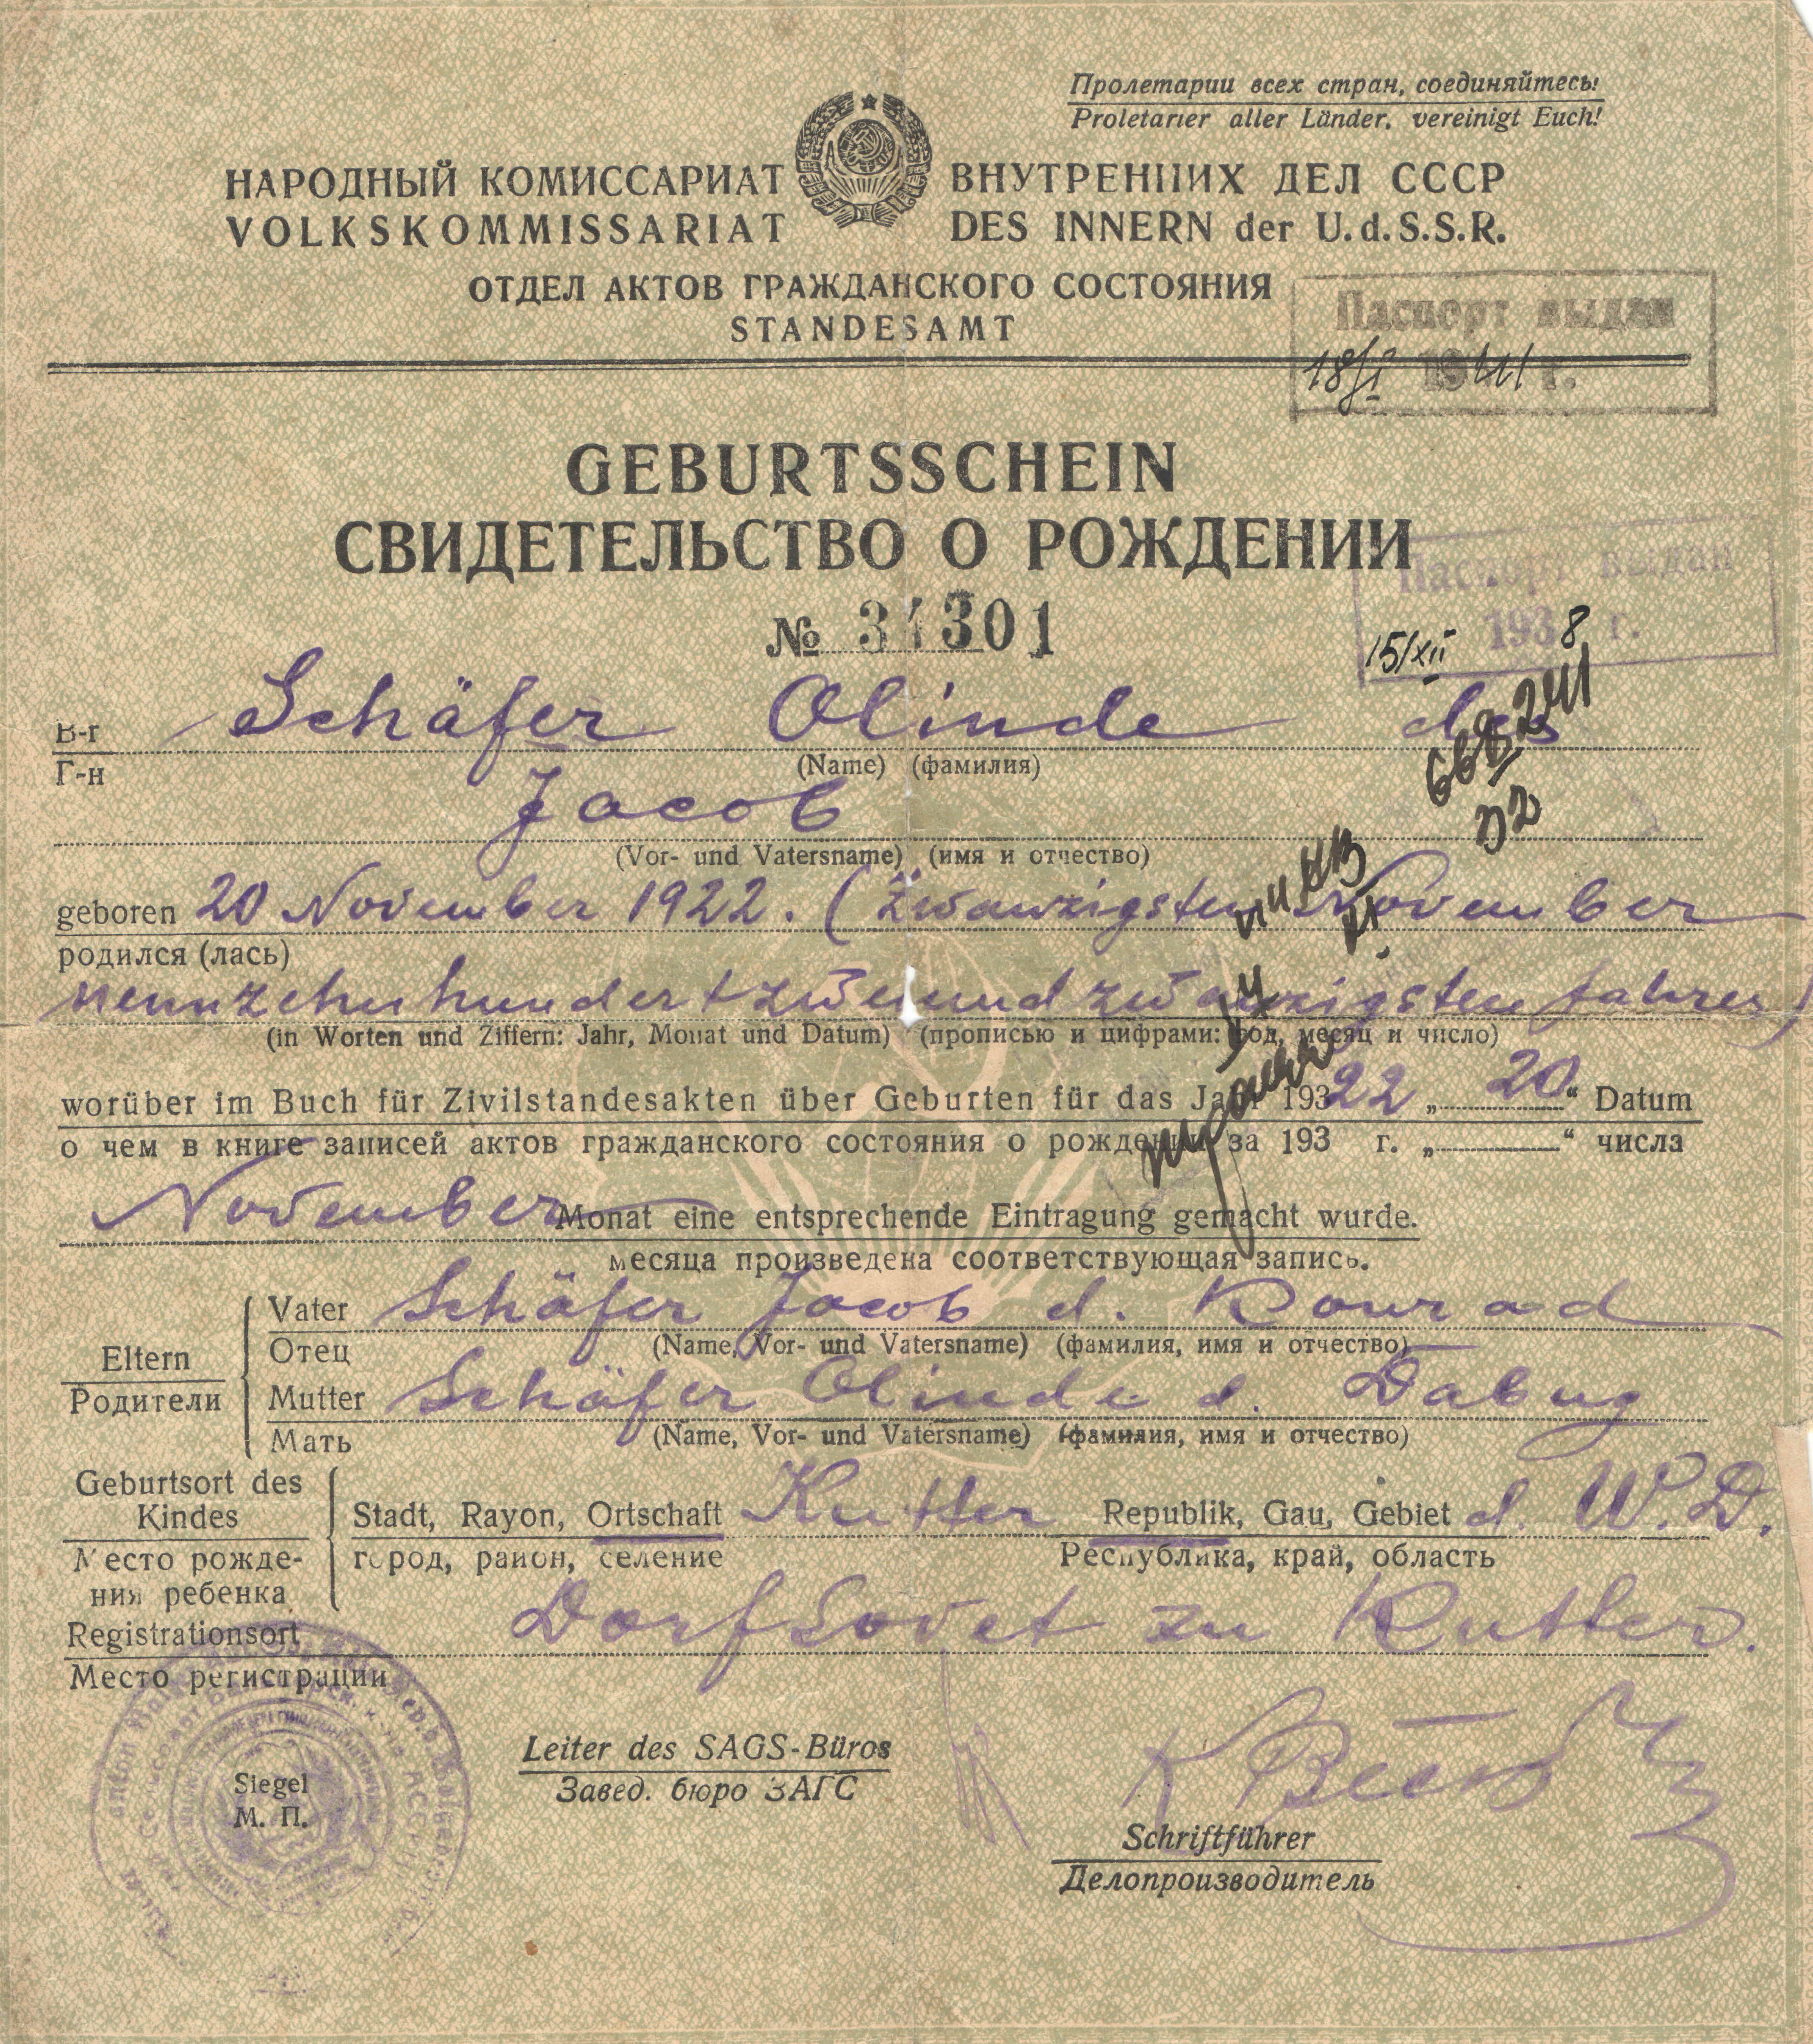 Пролетарии всех стран, соединяйтесь!
Proletarier aller Länder, vereinigt Euch!
НАРОДНЫЙ КОМИССАРИАТ ВНУТРЕННИХ ДЕЛ СССР
VOLKSKOMMISSARIAT DES INNERN der U.d.S.S.R.
ОТДЕЛ АКТОВ ГРАЖДАНСКОГО СОСТОЯНИЯ
STANDESAMT
Паспорт выдан
18/I 1941 г.
GEBURTSSCHEIN
СВИДЕТЕЛЬСТВО О РОЖДЕНИИ
Паспорт выдан
15/XII 1938 г.
№ 34301
B-r Schäfer Olinde des
Г-н (Name) (фамилия)
Jacob
(Vor- und Vatersname) (имя и отчество)
geboren 20 November 1922. (Zwanzigsten November
родился (лась)
neunzehnhundert zweiundzwanzigsten Jahres)
(in Worten und Ziffern: Jahr, Monat und Datum) (прописью и цифрами: год, месяц и число)
worüber im Buch für Zivilstandesakten über Geburten für das Jahr 193 22 „ 20 “ Datum
о чем в книге записей актов гражданского состояния о рождении за 193 г. „ “ числа
November Monat eine entsprechende Eintragung gemacht wurde.
месяца произведена соответствующая запись.
Eltern
Родители
Vater Schäfer Jacob d. Konrad
Отец (Name, Vor- und Vatersname) (фамилия, имя и отчество)
Mutter Schäfer Olinde d.
Мать (Name, Vor- und Vatersname) (фамилия, имя и отчество)
Geburtsort des Kindes
Место рождения ребенка
Stadt, Rayon, Ortschaft Kutter Republik, Gau, Gebiet d. W.D.
город, район, селение Республика, край, область
Registrationsort Dorfsovet zu Kutter.
Место регистрации
Siegel
М. П.
Leiter des SAGS-Büros
Завед. бюро ЗАГС
Schriftführer
Делопроизводитель